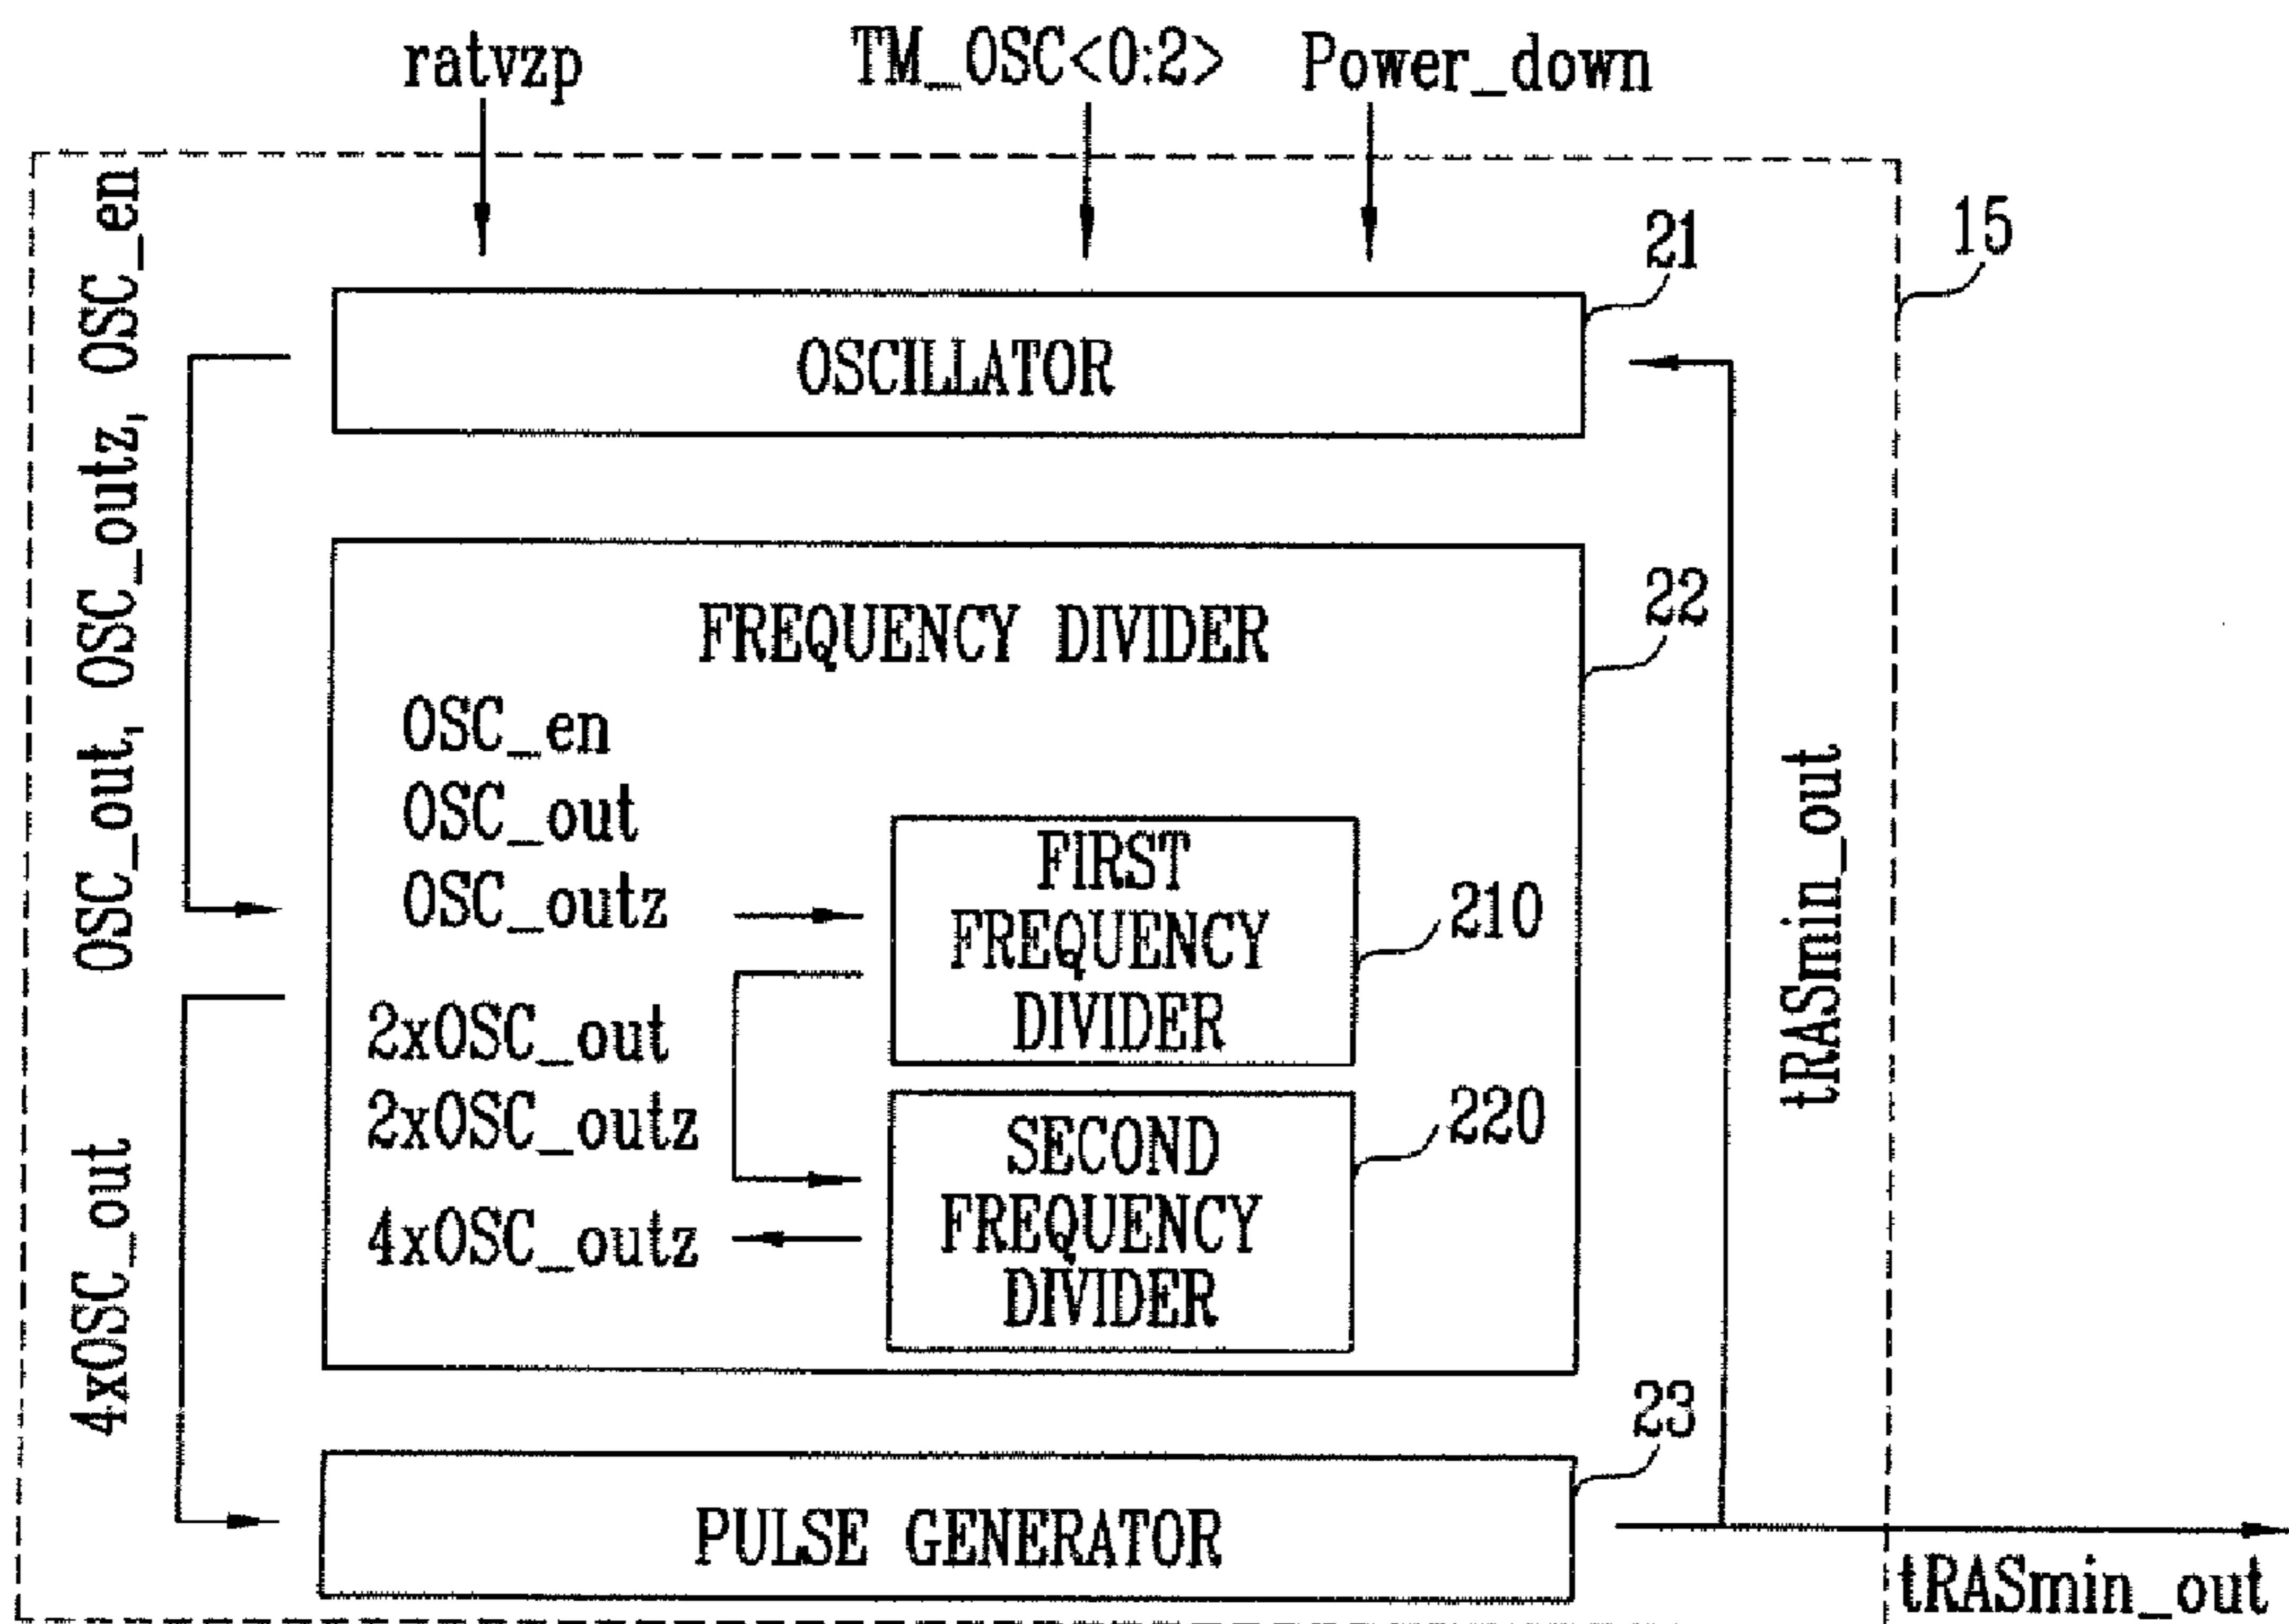 ratvzp
TM_OSC<0:2>
Power_down
15
21
OSCILLATOR
OSC_out, OSC_outz, OSC_en
22
FREQUENCY DIVIDER
OSC_en
OSC_out
OSC_outz
FIRST
FREQUENCY
DIVIDER
210
2xOSC_out
2xOSC_outz
4xOSC_outz
SECOND
FREQUENCY
DIVIDER
220
tRASmin_out
4xOSC_out
23
PULSE GENERATOR
tRASmin_out